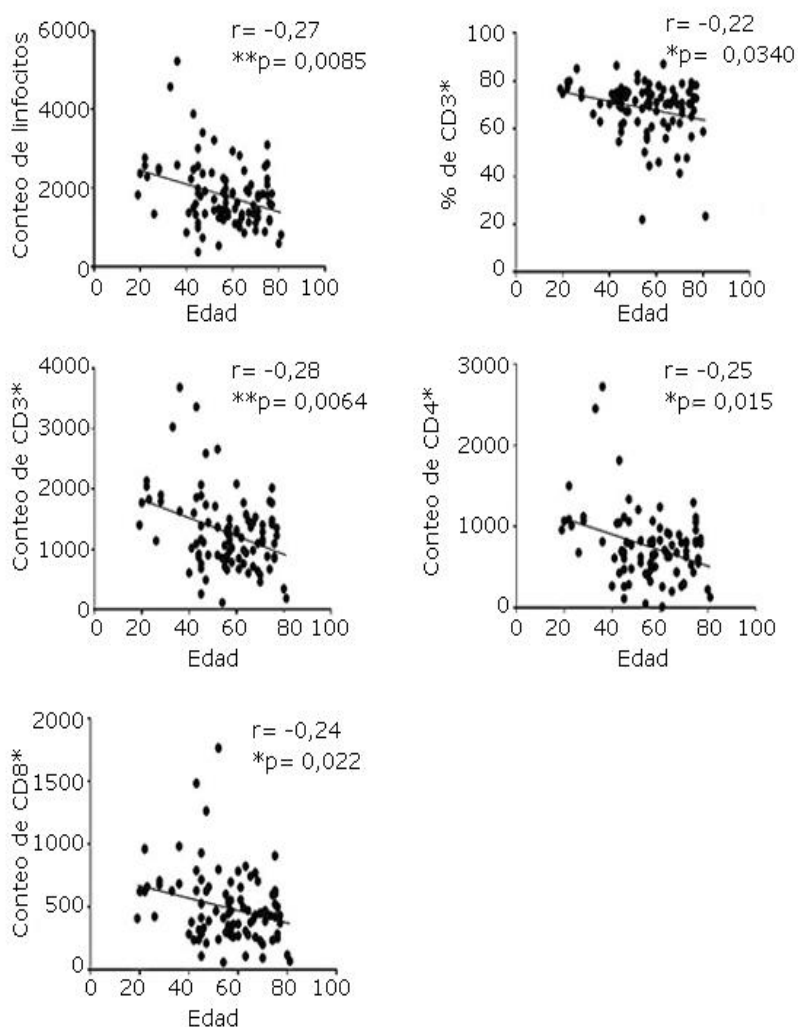 r= -0,27
**p= 0,0085
Conteo de linfocitos
6000
4000
2000
0
0 20 40 60 80 100
Edad
r= -0,22
*p= 0,0340
% de CD3*
100
80
60
40
20
0
0 20 40 60 80 100
Edad
r= -0,28
**p= 0,0064
Conteo de CD3*
4000
3000
2000
1000
0
0 20 40 60 80 100
Edad
r= -0,25
*p= 0,015
Conteo de CD4*
3000
2000
1000
0
0 20 40 60 80 100
Edad
r= -0,24
*p= 0,022
Conteo de CD8*
2000
1500
1000
500
0
0 20 40 60 80 100
Edad